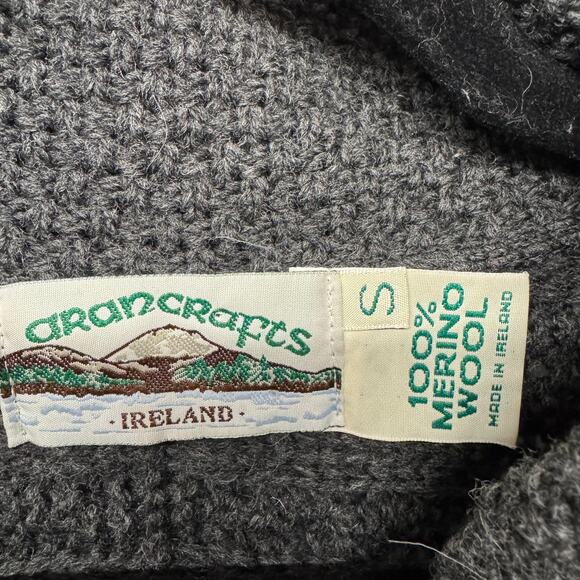 ARANCRAFTS
· IRELAND ·
S
100%
MERINO
WOOL
MADE IN IRELAND